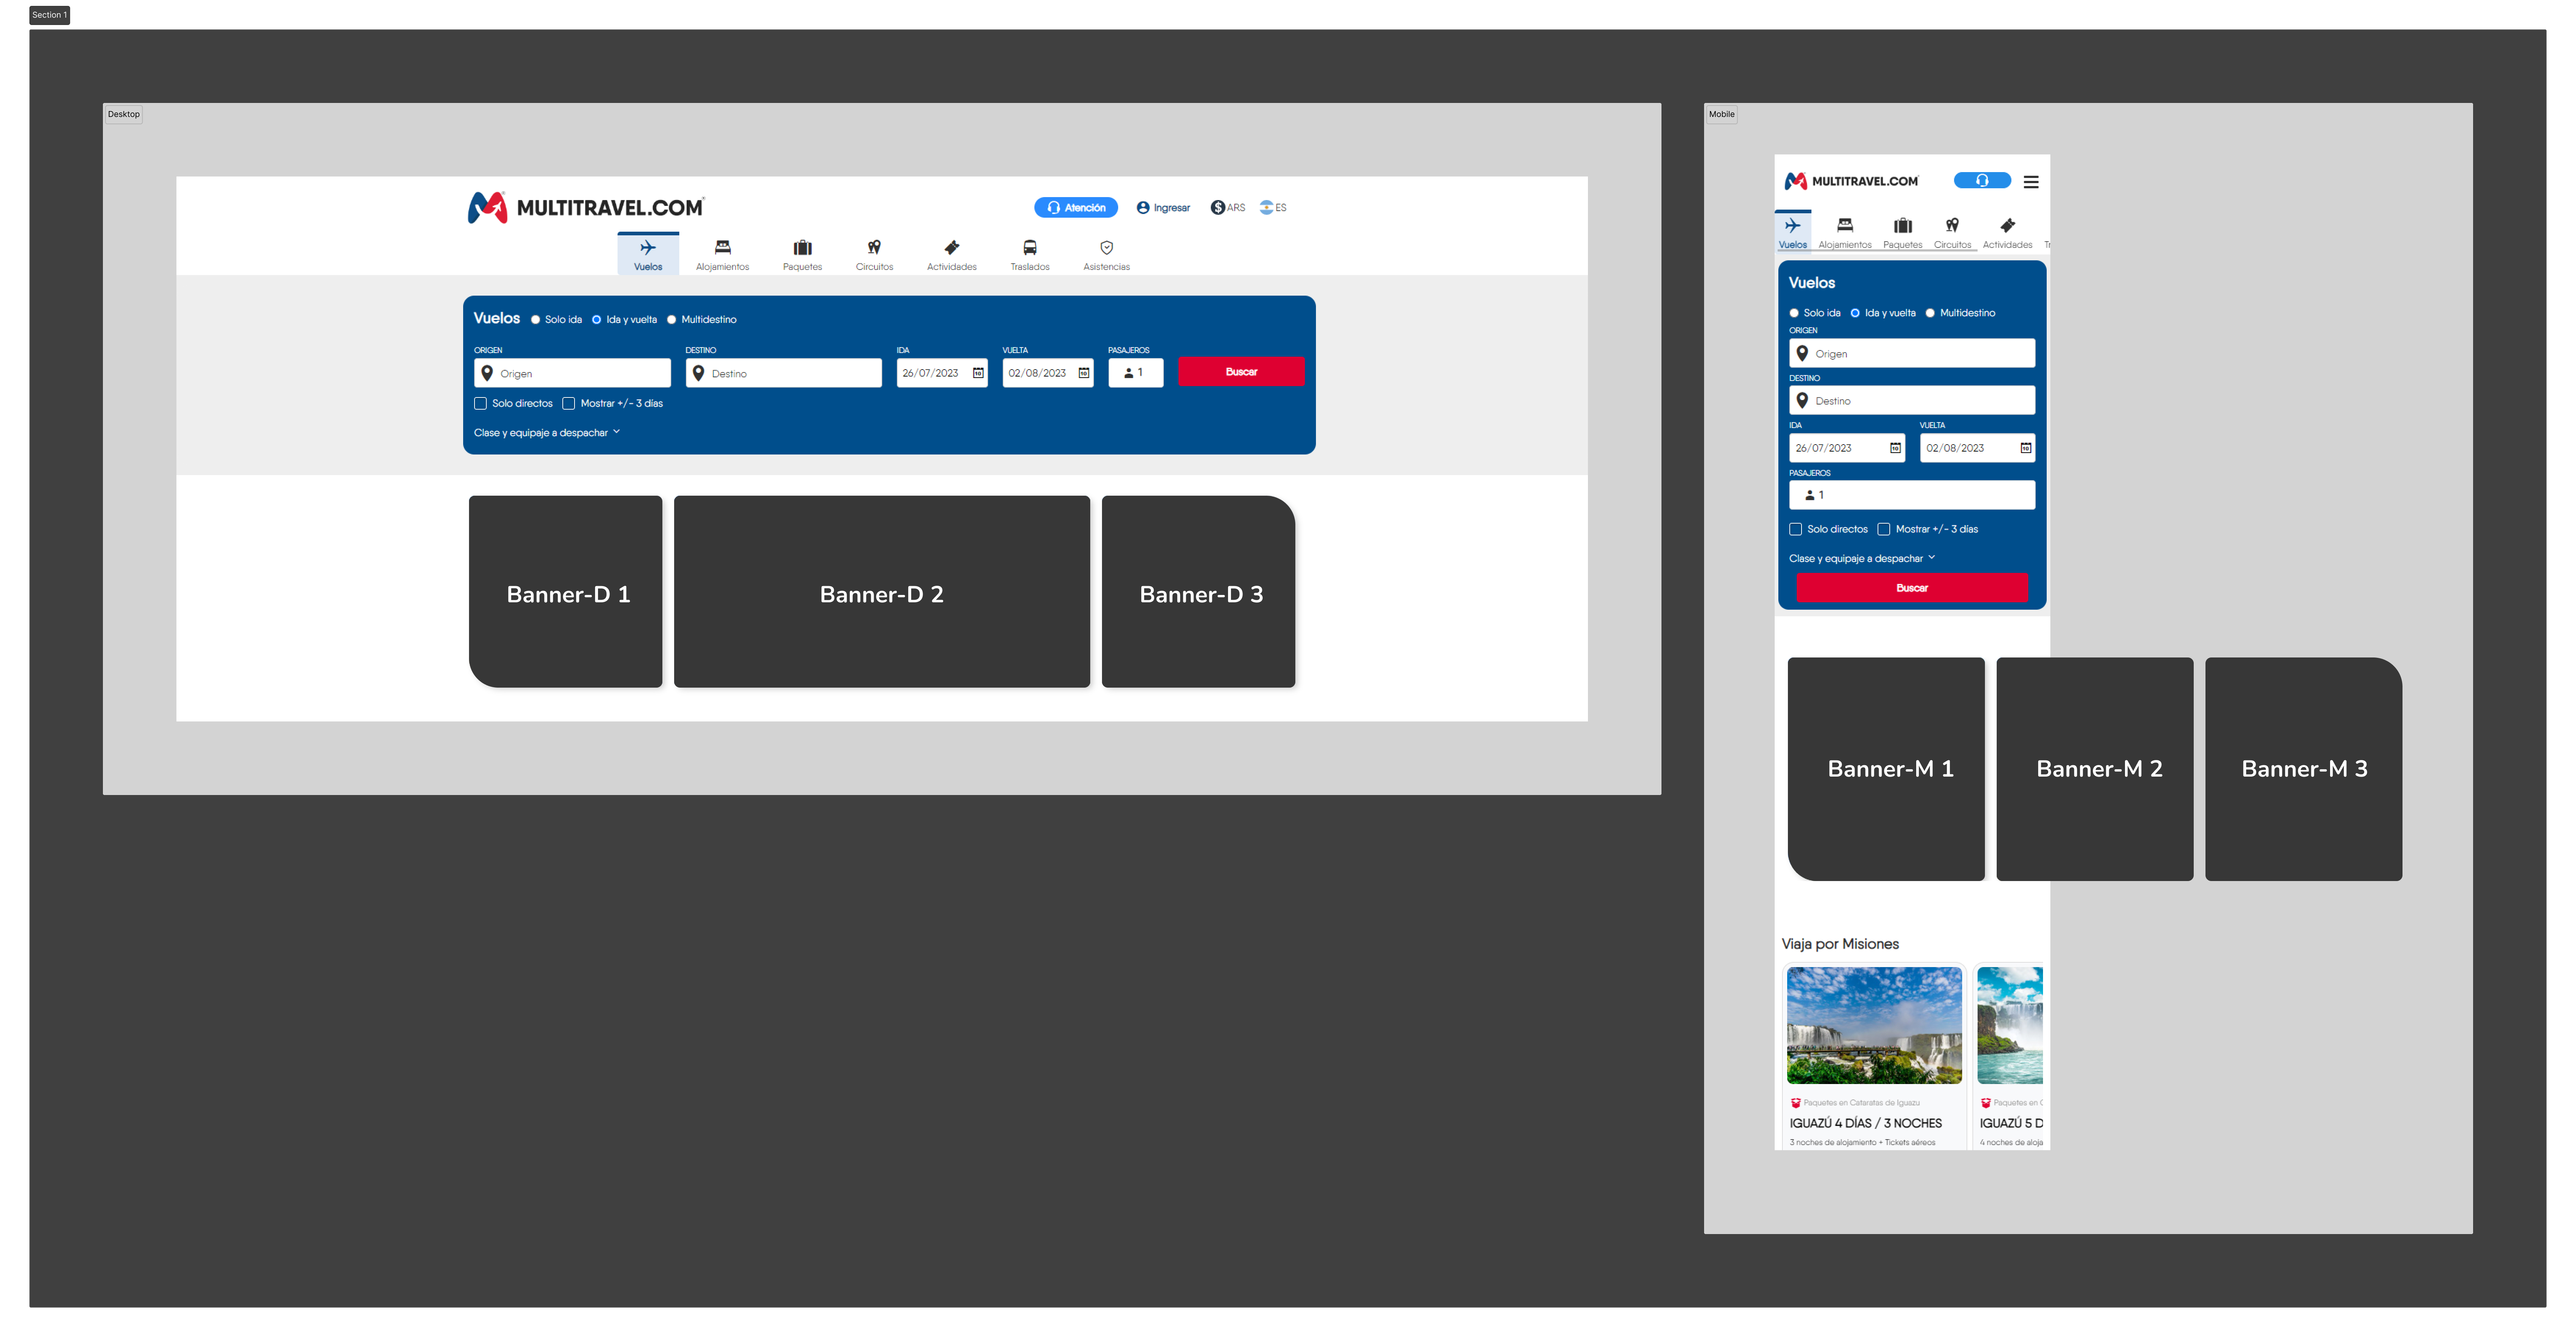 Section 1
Desktop
MULTITRAVEL.COM
Atención
Ingresar
ARS
ES
Vuelos
Alojamientos
Paquetes
Circuitos
Actividades
Traslados
Asistencias
Vuelos
Solo ida
Ida y vuelta
Multidestino
ORIGEN
DESTINO
IDA
VUELTA
PASAJEROS
Origen
Destino
26/07/2023
02/08/2023
1
Buscar
Solo directos
Mostrar +/- 3 días
Clase y equipaje a despachar
Banner-D 1
Banner-D 2
Banner-D 3
Mobile
MULTITRAVEL.COM
Vuelos
Alojamientos
Paquetes
Circuitos
Actividades
Tr
Vuelos
Solo ida
Ida y vuelta
Multidestino
ORIGEN
Origen
DESTINO
Destino
IDA
VUELTA
26/07/2023
02/08/2023
PASAJEROS
1
Solo directos
Mostrar +/- 3 días
Clase y equipaje a despachar
Buscar
Banner-M 1
Banner-M 2
Banner-M 3
Viaja por Misiones
Paquetes en Cataratas de Iguazu
IGUAZÚ 4 DÍAS / 3 NOCHES
3 noches de alojamiento + Tickets aéreos
Paquetes en C
IGUAZÚ 5 D
4 noches de aloja